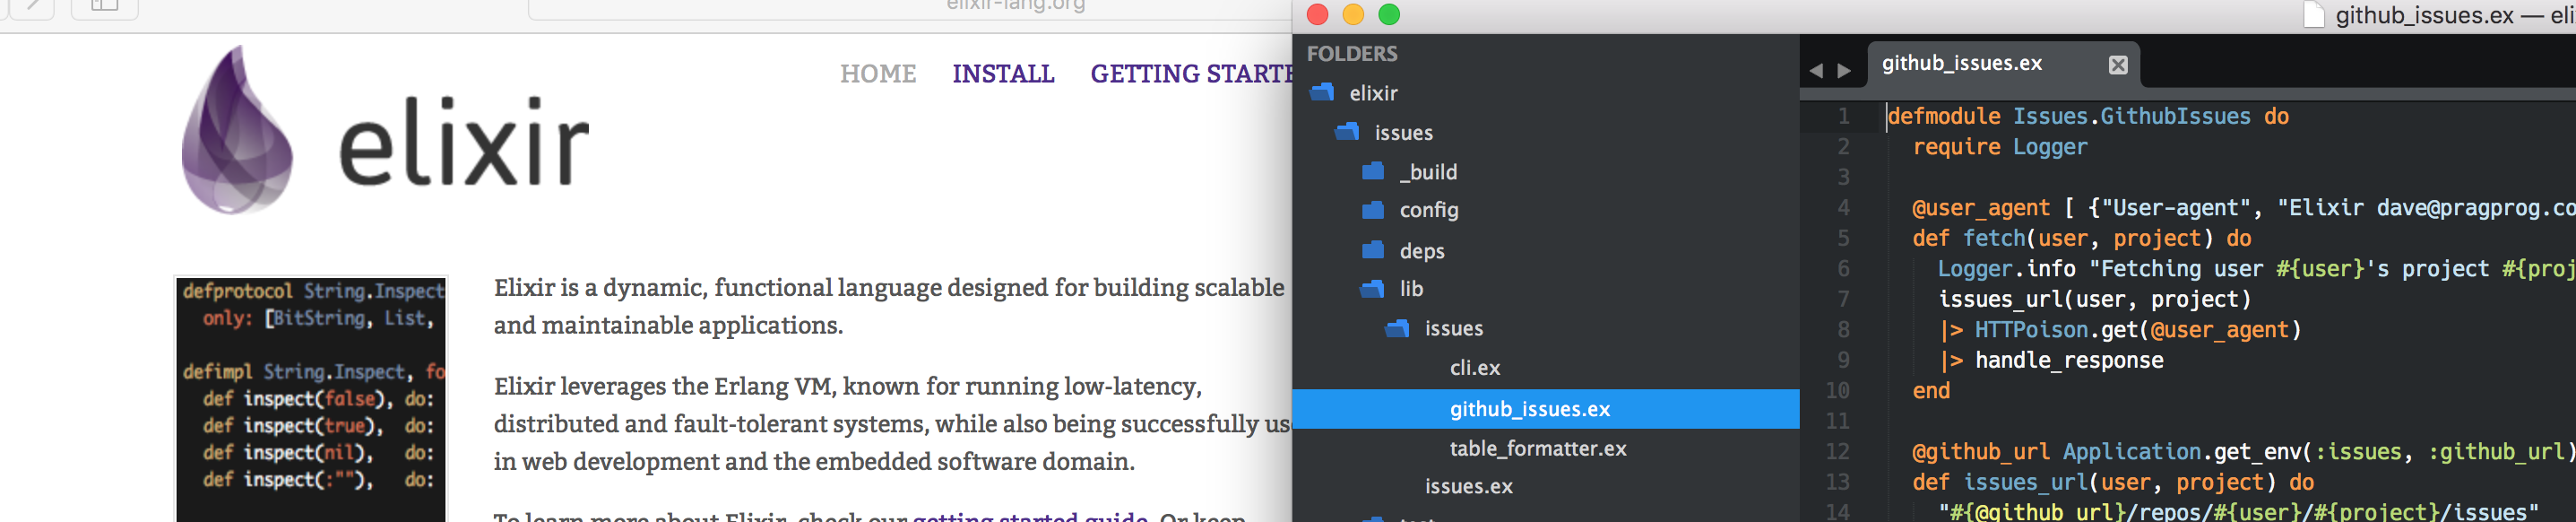 elixir-lang.org
HOME INSTALL GETTING STARTE
elixir
defprotocol String.Inspect
only: [BitString, List,
defimpl String.Inspect, fo
def inspect(false), do:
def inspect(true), do:
def inspect(nil), do:
def inspect(:""), do:
Elixir is a dynamic, functional language designed for building scalable
and maintainable applications.
Elixir leverages the Erlang VM, known for running low-latency,
distributed and fault-tolerant systems, while also being successfully us
in web development and the embedded software domain.
To learn more about Elixir, check our getting started guide. Or keep
github_issues.ex — eli
FOLDERS
elixir
issues
_build
config
deps
lib
issues
cli.ex
github_issues.ex
table_formatter.ex
issues.ex
github_issues.ex
1 defmodule Issues.GithubIssues do
2 require Logger
3
4 @user_agent [ {"User-agent", "Elixir dave@pragprog.co
5 def fetch(user, project) do
6 Logger.info "Fetching user #{user}'s project #{proj
7 issues_url(user, project)
8 |> HTTPoison.get(@user_agent)
9 |> handle_response
10 end
11
12 @github_url Application.get_env(:issues, :github_url)
13 def issues_url(user, project) do
14 "#{@github_url}/repos/#{user}/#{project}/issues"